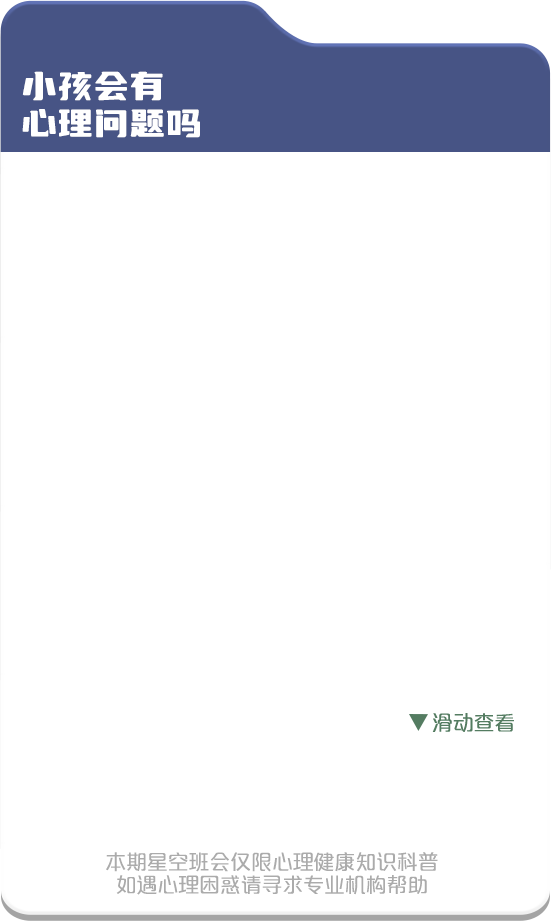 小孩会有
心理问题吗
▼滑动查看
本期星空班会仅限心理健康知识科普
如遇心理困惑请寻求专业机构帮助